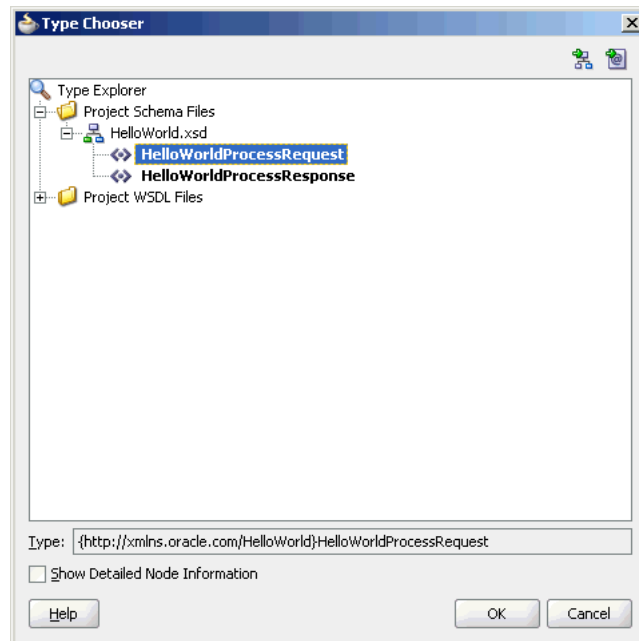 Type Chooser
Type Explorer
Project Schema Files
HelloWorld.xsd
HelloWorldProcessRequest
HelloWorldProcessResponse
Project WSDL Files
Type: {http://xmlns.oracle.com/HelloWorld}HelloWorldProcessRequest
Show Detailed Node Information
Help OK Cancel